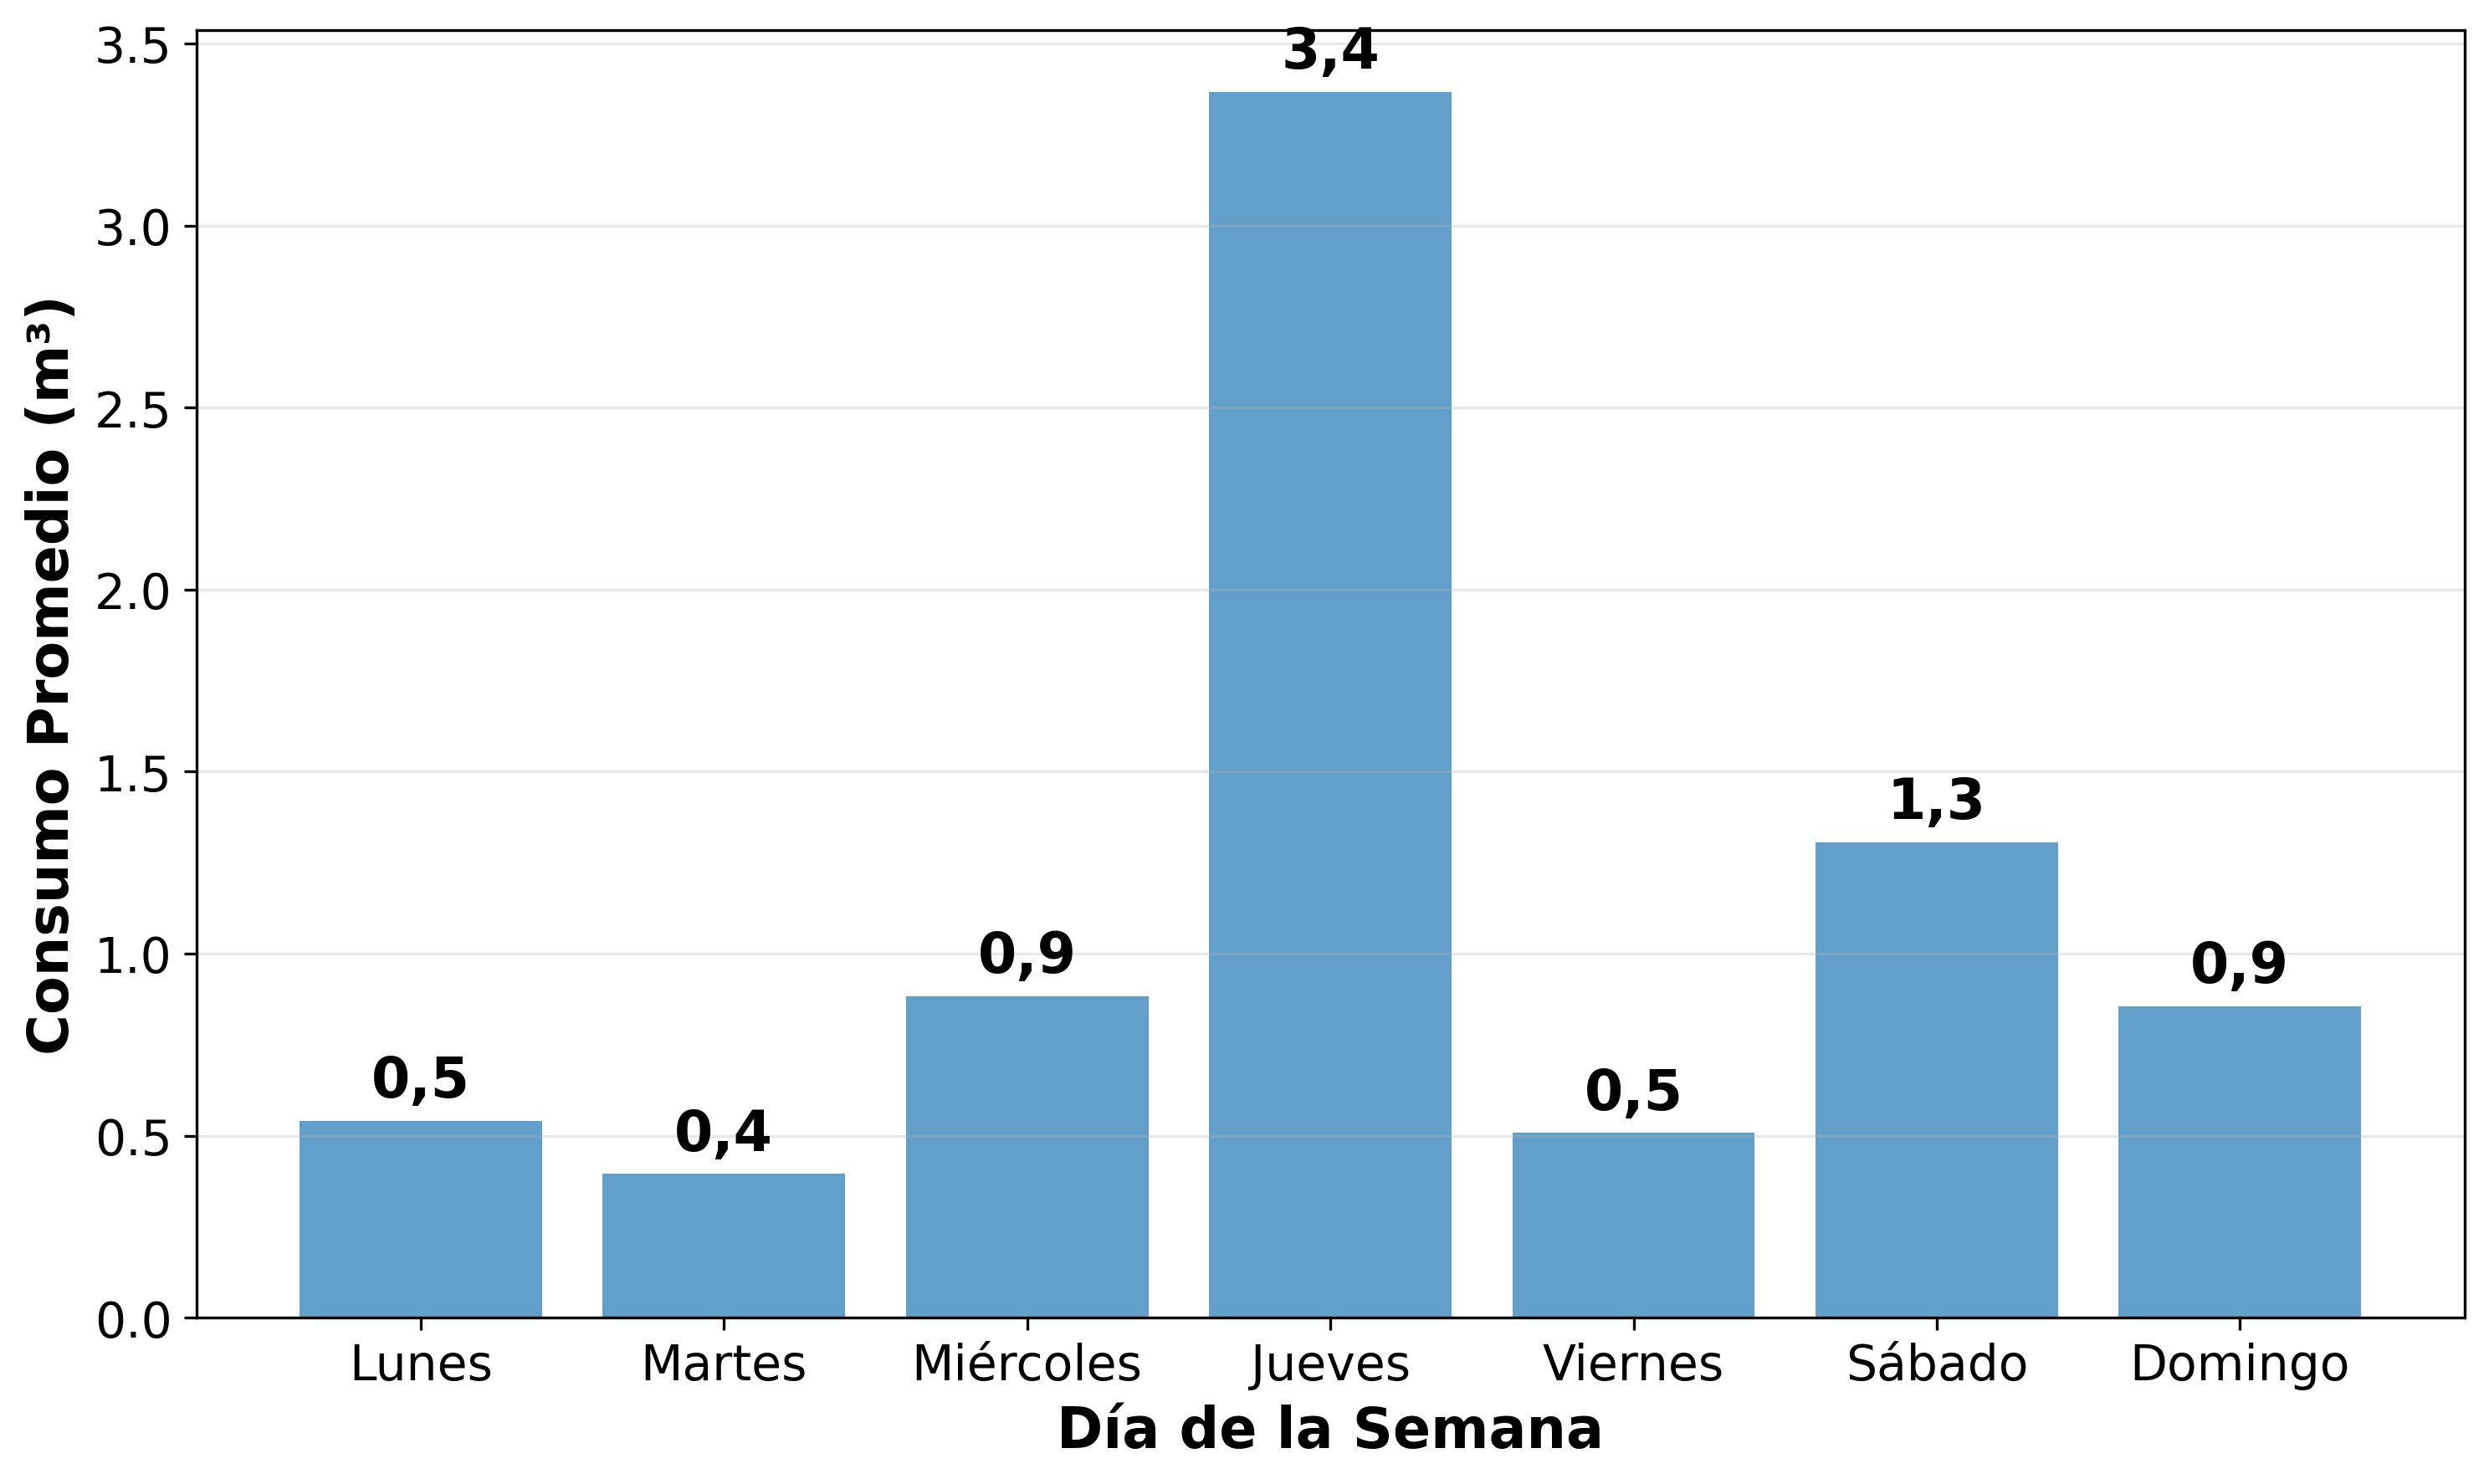 3.5
3.0
2.5
2.0
1.5
1.0
0.5
0.0
Consumo Promedio (m³)
0,5
0,4
0,9
3,4
0,5
1,3
0,9
Lunes
Martes
Miércoles
Jueves
Viernes
Sábado
Domingo
Día de la Semana